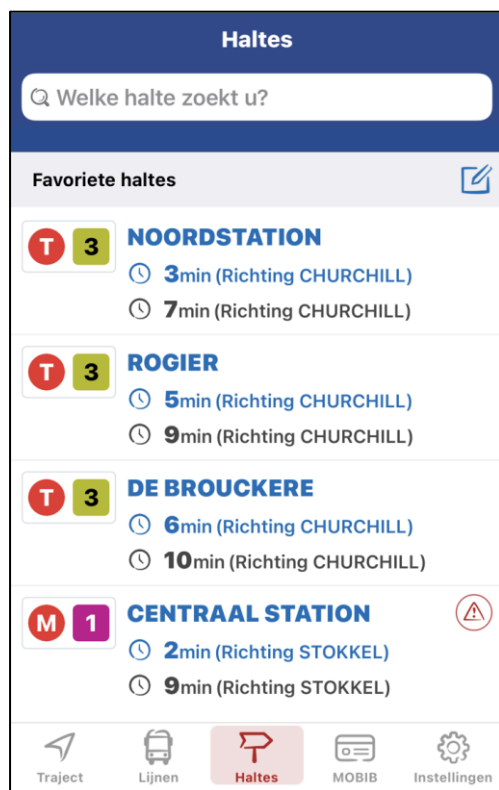 Haltes
Welke halte zoekt u?
Favoriete haltes
T 3 NOORDSTATION
3min (Richting CHURCHILL)
7min (Richting CHURCHILL)
T 3 ROGIER
5min (Richting CHURCHILL)
9min (Richting CHURCHILL)
T 3 DE BROUCKERE
6min (Richting CHURCHILL)
10min (Richting CHURCHILL)
M 1 CENTRAAL STATION
2min (Richting STOKKEL)
9min (Richting STOKKEL)
Traject Lijnen Haltes MOBIB Instellingen